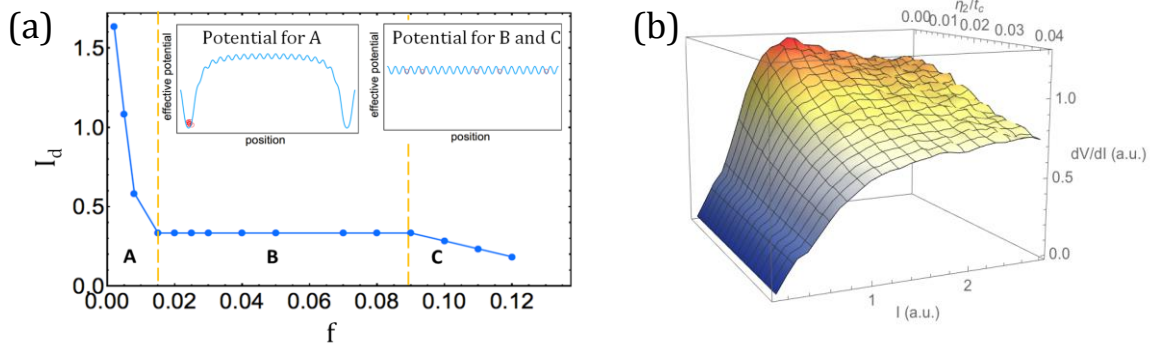 (a)
I_d
1.5
1.0
0.5
0.0
Potential for A
effective potential
position
Potential for B and C
effective potential
position
A
B
C
0.00 0.02 0.04 0.06 0.08 0.10 0.12
f
(b)
η₂/t_c
0.00 0.01 0.02 0.03 0.04
1.0
dV/dI (a.u.)
0.5
0.0
1
2
I (a.u.)